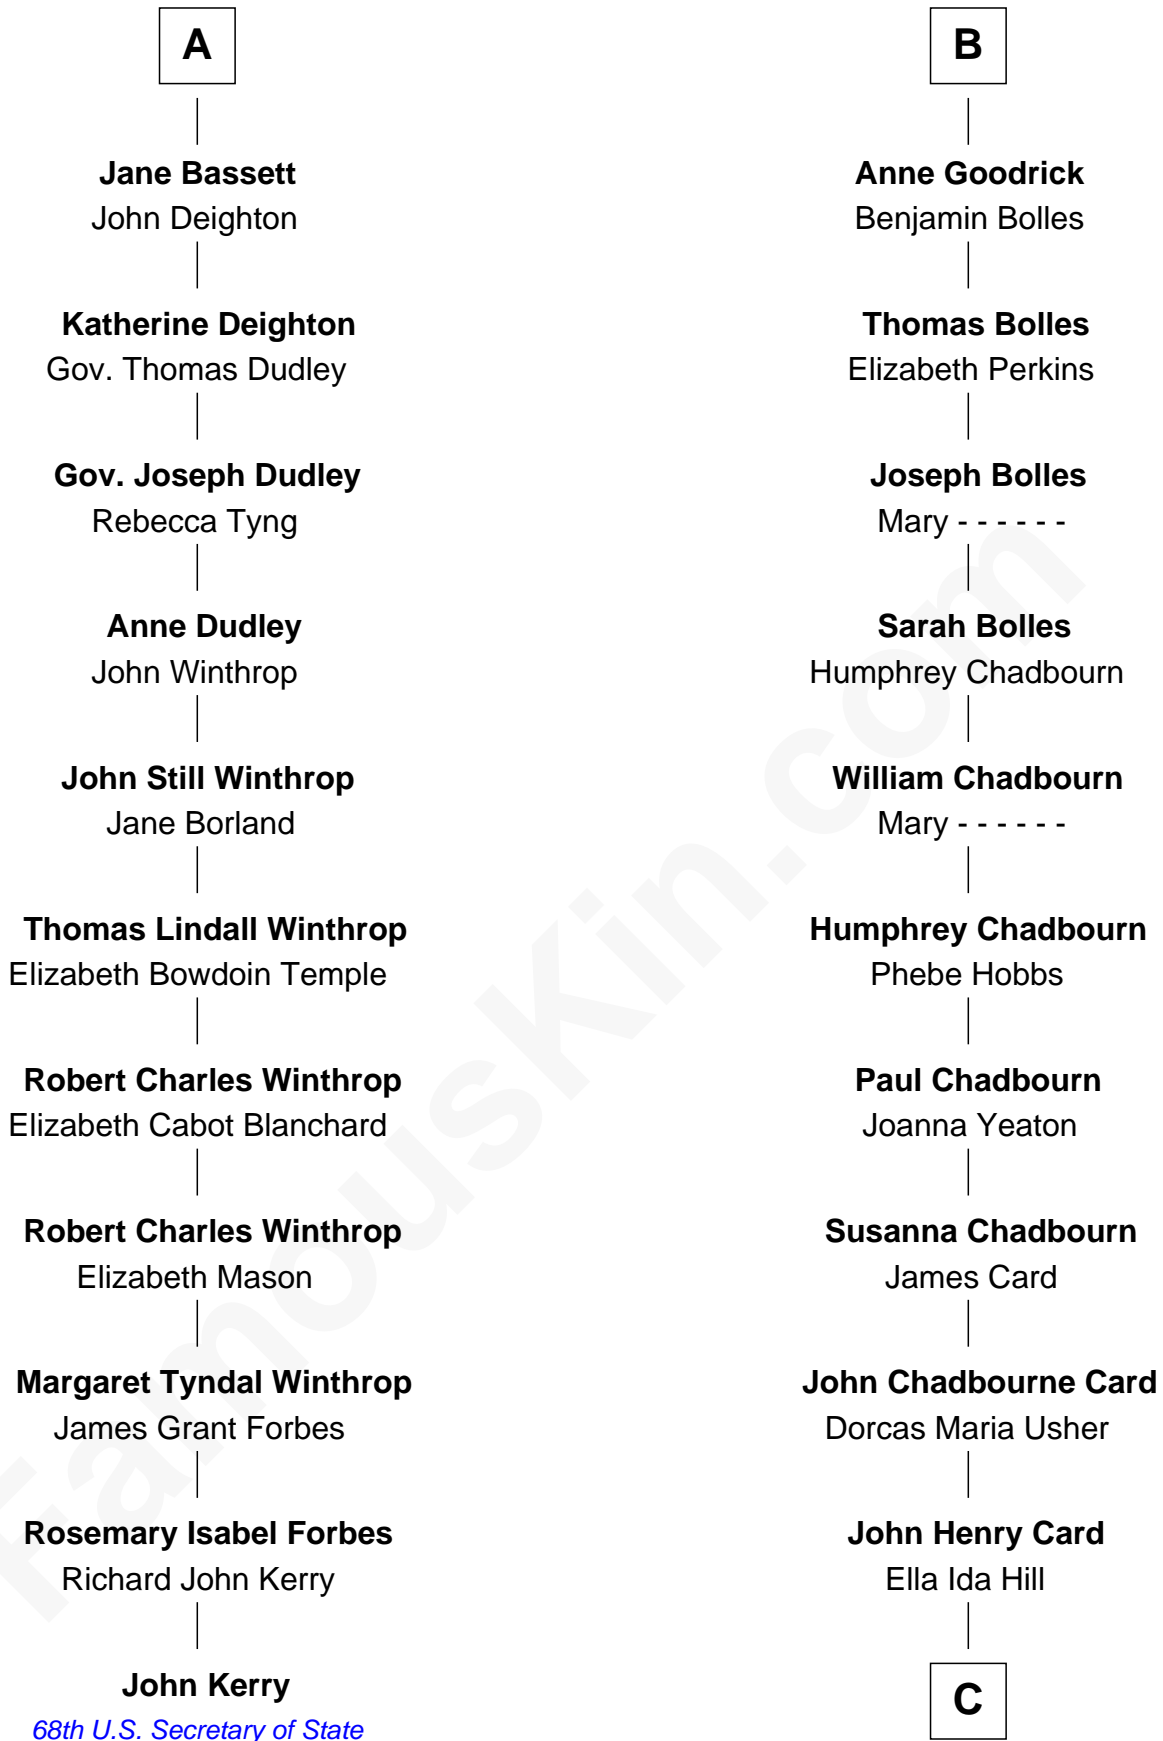 A
Jane Bassett
John Deighton
Katherine Deighton
Gov. Thomas Dudley
Gov. Joseph Dudley
Rebecca Tyng
Anne Dudley
John Winthrop
John Still Winthrop
Jane Borland
Thomas Lindall Winthrop
Elizabeth Bowdoin Temple
Robert Charles Winthrop
Elizabeth Cabot Blanchard
Robert Charles Winthrop
Elizabeth Mason
Margaret Tyndal Winthrop
James Grant Forbes
Rosemary Isabel Forbes
Richard John Kerry
John Kerry
68th U.S. Secretary of State
B
Anne Goodrick
Benjamin Bolles
Thomas Bolles
Elizabeth Perkins
Joseph Bolles
Mary - - - - - -
Sarah Bolles
Humphrey Chadbourn
William Chadbourn
Mary - - - - - -
Humphrey Chadbourn
Phebe Hobbs
Paul Chadbourn
Joanna Yeaton
Susanna Chadbourn
James Card
John Chadbourne Card
Dorcas Maria Usher
John Henry Card
Ella Ida Hill
C
FamousKin.com